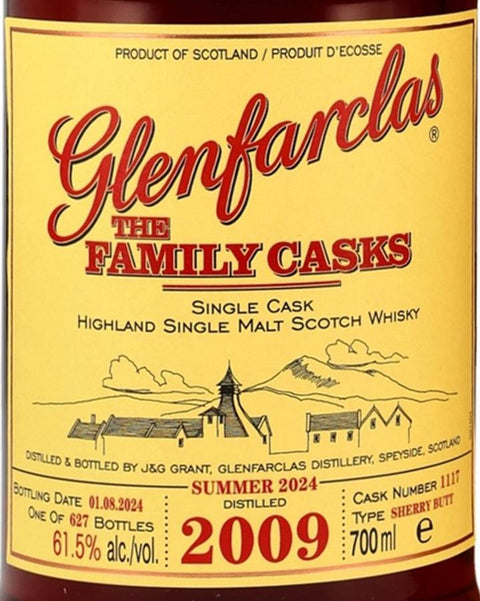 PRODUCT OF SCOTLAND / PRODUIT D'ECOSSE
Glenfarclas ®
THE
FAMILY CASKS
SINGLE CASK
HIGHLAND SINGLE MALT SCOTCH WHISKY
DISTILLED & BOTTLED BY J&G GRANT, GLENFARCLAS DISTILLERY, SPEYSIDE, SCOTLAND
SUMMER 2024
BOTTLING DATE 01.08.2024
ONE OF 627 BOTTLES
61.5% alc./vol.
DISTILLED
2009
CASK NUMBER 1117
TYPE SHERRY BUTT
700ml e